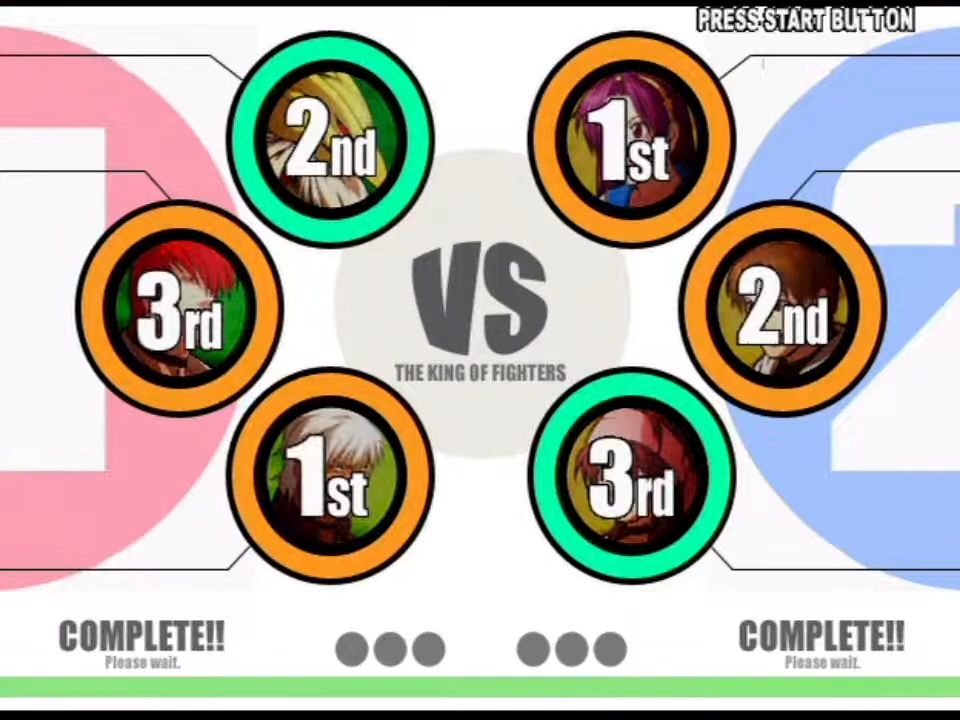 PRESS START BUTTON
2nd
1st
3rd
2nd
VS
THE KING OF FIGHTERS
1st
3rd
COMPLETE!!
Please wait.
COMPLETE!!
Please wait.